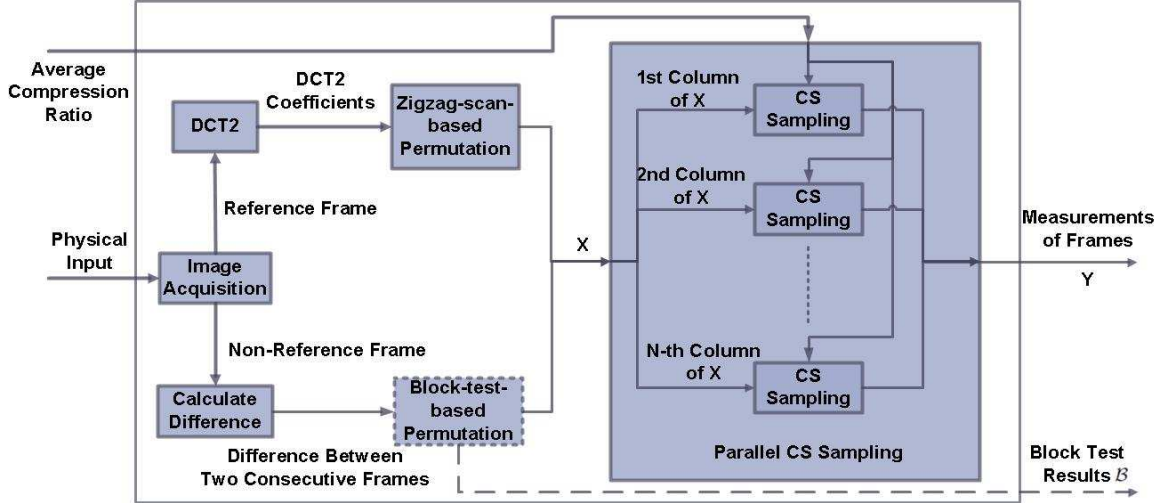 Average
Compression
Ratio
DCT2
DCT2
Coefficients
Zigzag-scan-
based
Permutation
Reference Frame
Physical
Input
Image
Acquisition
Non-Reference Frame
Calculate
Difference
Block-test-
based
Permutation
Difference Between
Two Consecutive Frames
X
1st Column
of X
CS
Sampling
2nd Column
of X
CS
Sampling
N-th Column
of X
CS
Sampling
Parallel CS Sampling
Measurements
of Frames
Y
Block Test
Results ℬ